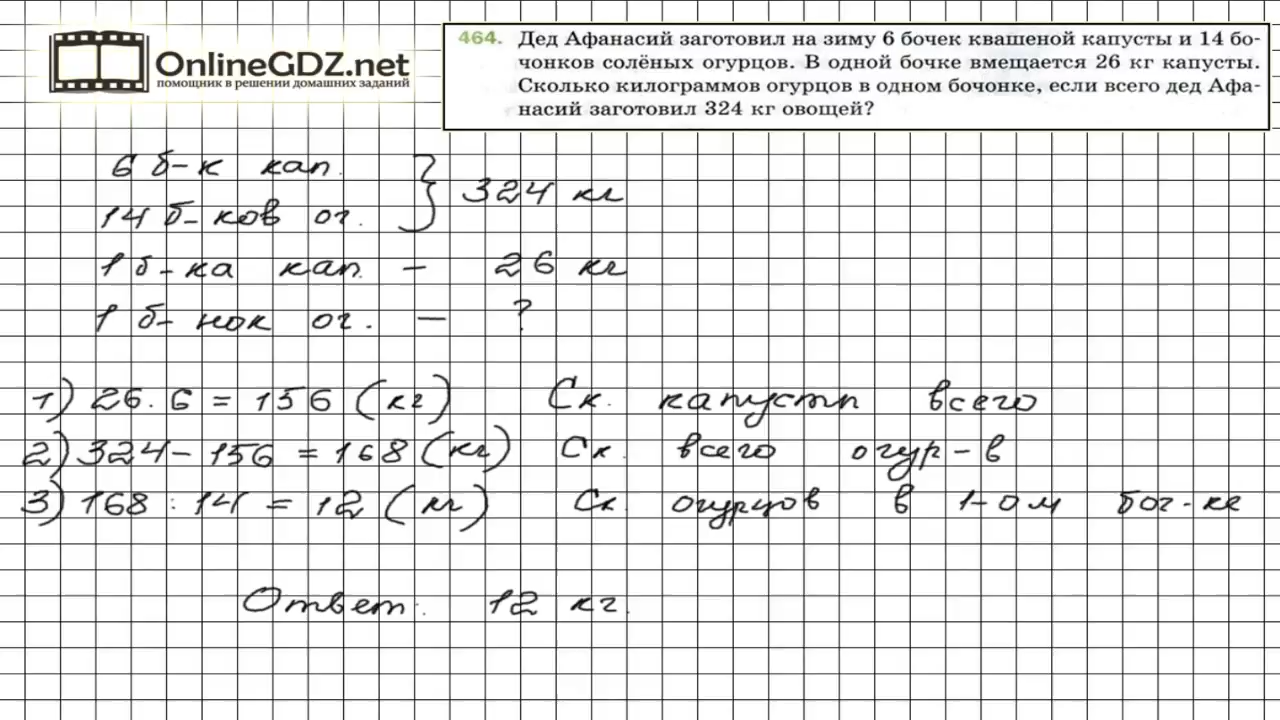 OnlineGDZ.net
помощник в решении домашних заданий
464. Дед Афанасий заготовил на зиму 6 бочек квашеной капусты и 14 бо-
чонков солёных огурцов. В одной бочке вмещается 26 кг капусты.
Сколько килограммов огурцов в одном бочонке, если всего дед Афа-
насий заготовил 324 кг овощей?
6 б-к кап. } 324 кг
14 б-ков ог.
1 б-ка кап. – 26 кг
1 б-нок ог. – ?
1) 26 · 6 = 156 (кг) Ск. капусты всего
2) 324 – 156 = 168 (кг) Ск. всего огур-в
3) 168 : 14 = 12 (кг) Ск. огурцов в 1-ом боч-ке
Ответ: 12 кг.